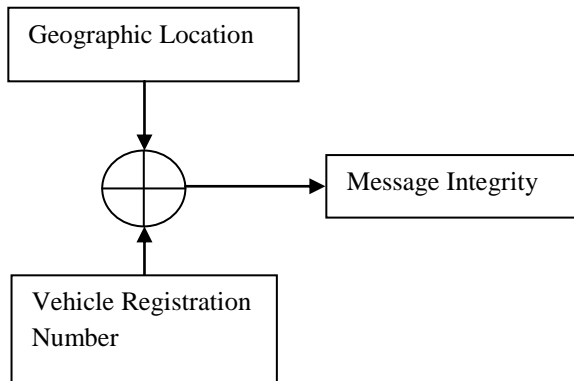 Geographic Location
Message Integrity
Vehicle Registration
Number